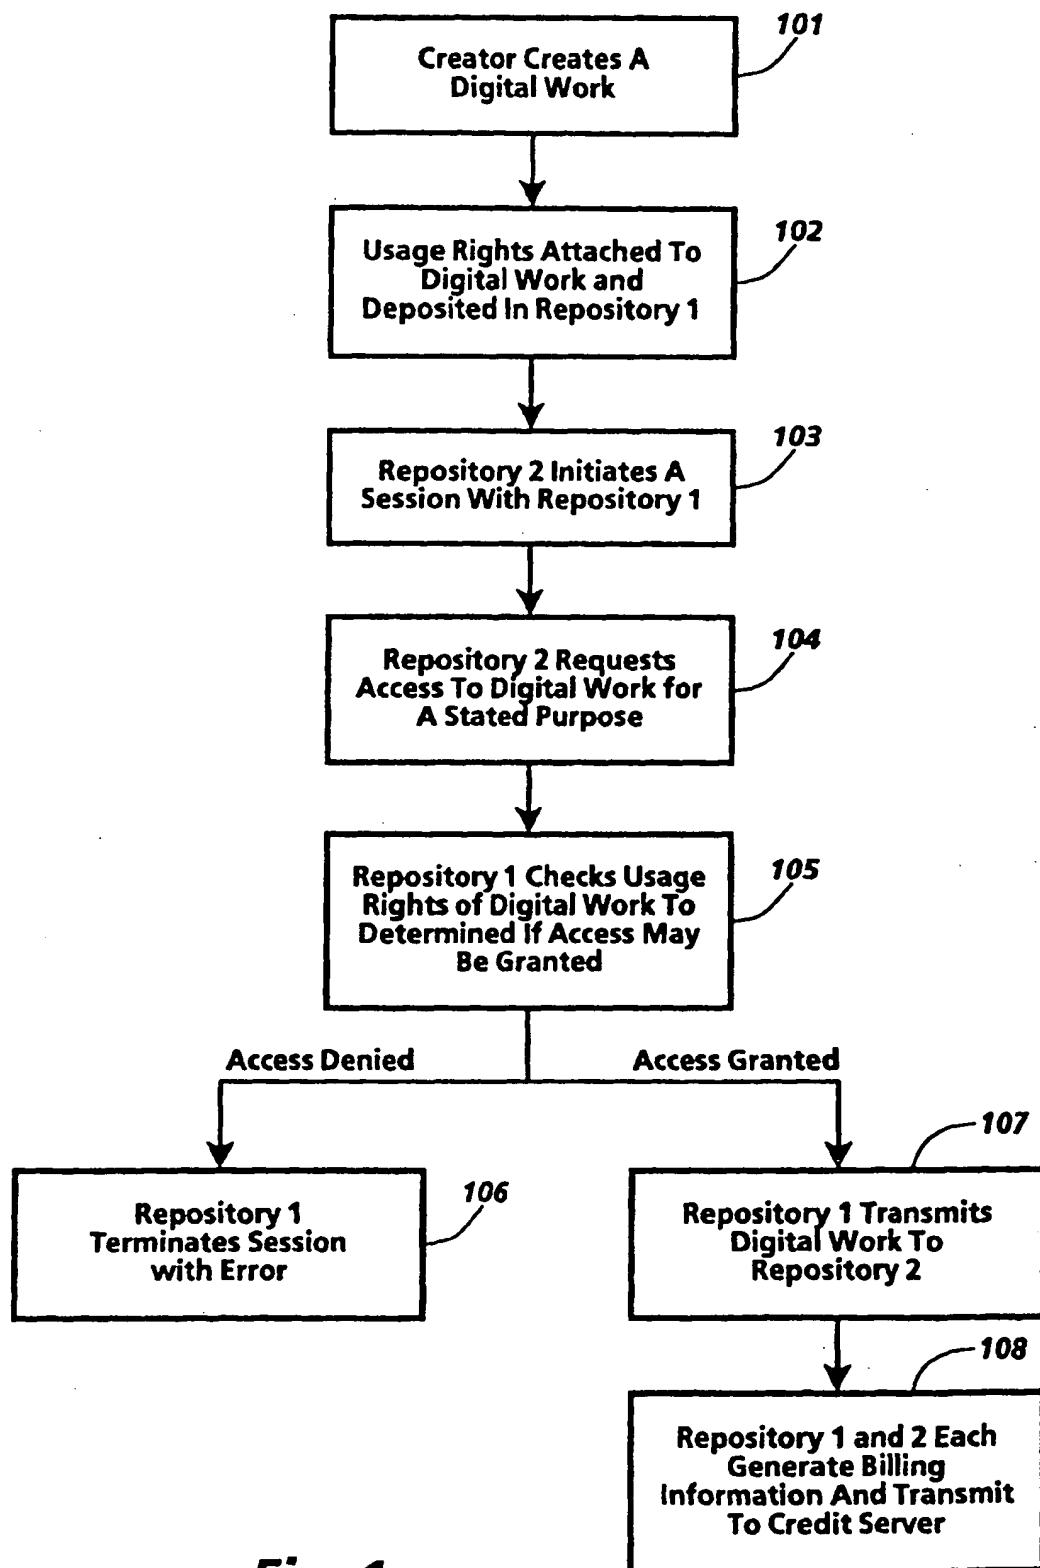 101
Creator Creates A
Digital Work
102
Usage Rights Attached To
Digital Work and
Deposited In Repository 1
103
Repository 2 Initiates A
Session With Repository 1
104
Repository 2 Requests
Access To Digital Work for
A Stated Purpose
105
Repository 1 Checks Usage
Rights of Digital Work To
Determined If Access May
Be Granted
Access Denied
Access Granted
106
Repository 1
Terminates Session
with Error
107
Repository 1 Transmits
Digital Work To
Repository 2
108
Repository 1 and 2 Each
Generate Billing
Information And Transmit
To Credit Server